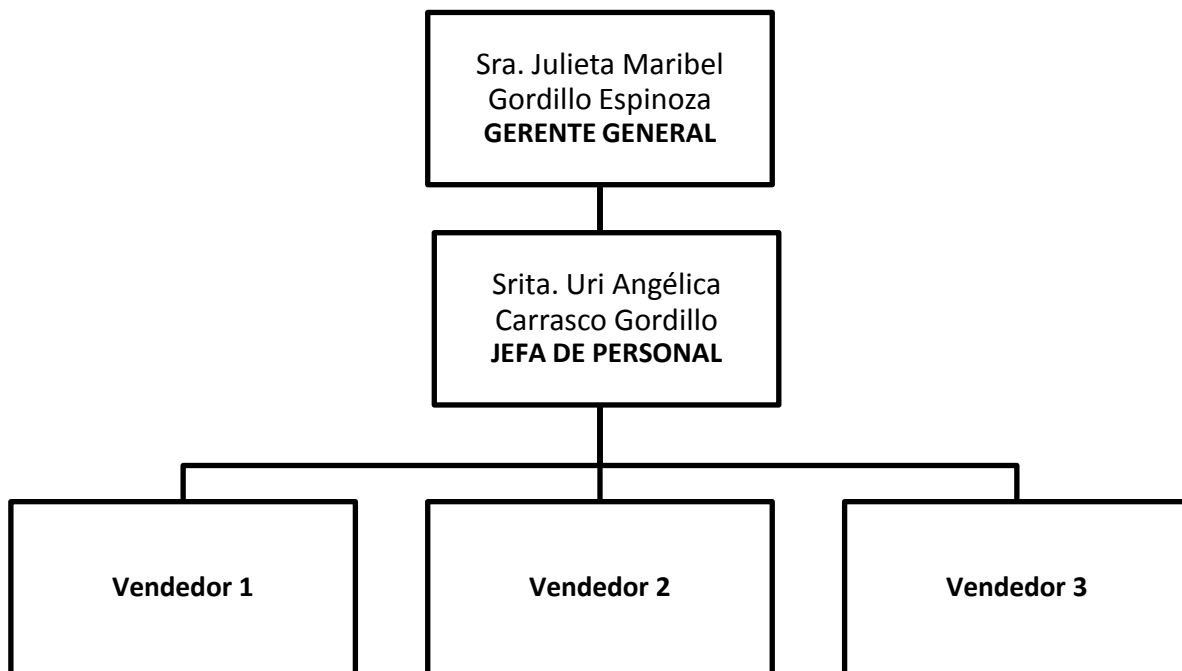 Sra. Julieta Maribel
Gordillo Espinoza
GERENTE GENERAL
Srita. Uri Angélica
Carrasco Gordillo
JEFA DE PERSONAL
Vendedor 1
Vendedor 2
Vendedor 3